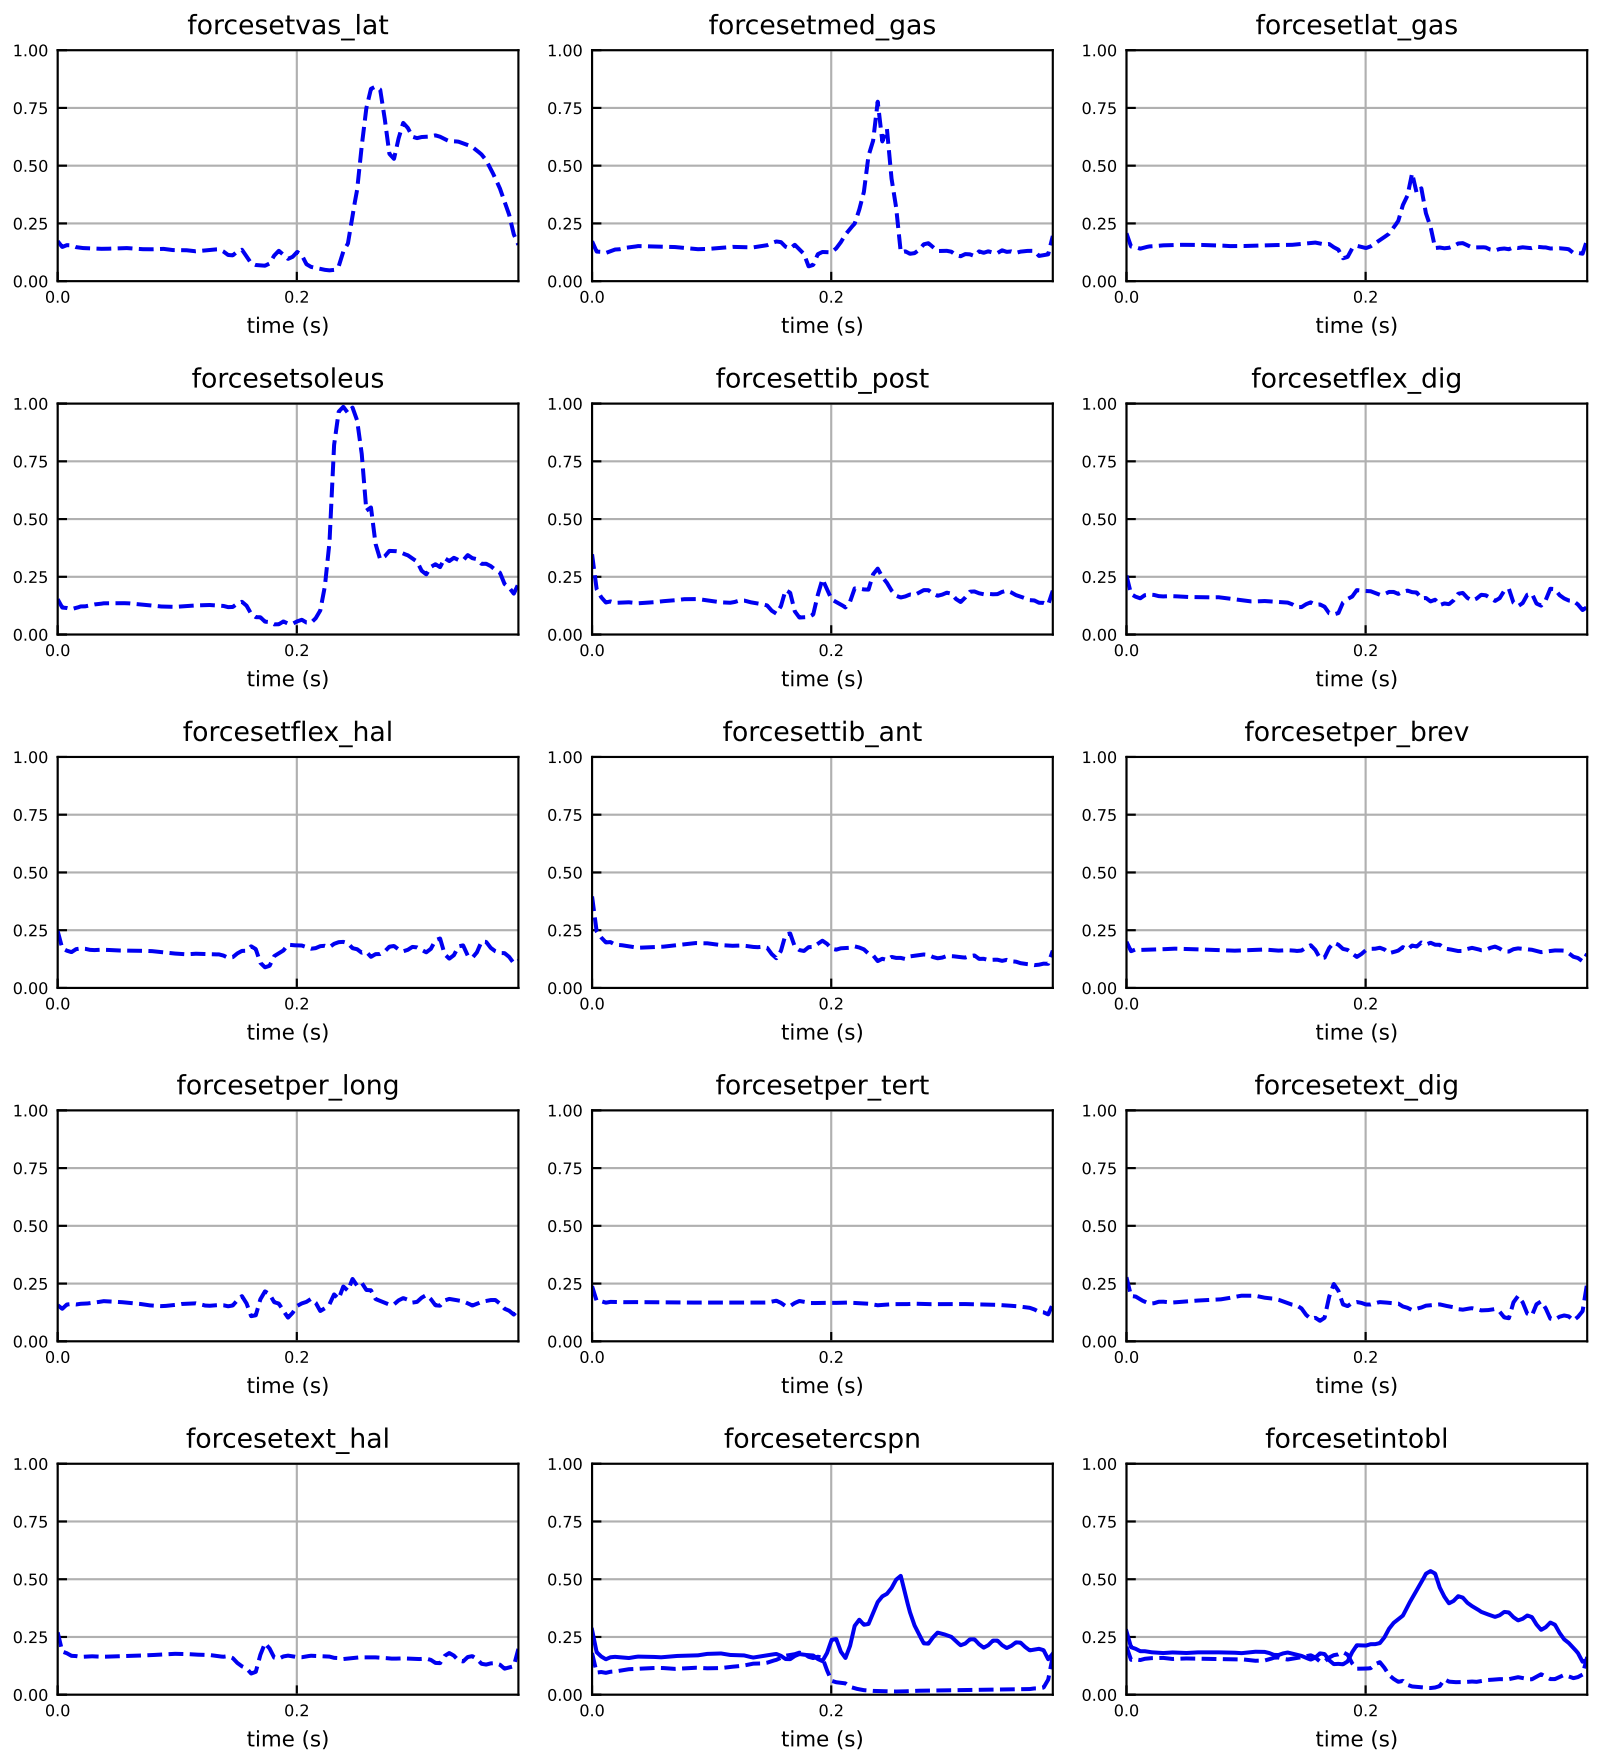 forcesetvas_lat forcesetmed_gas forcesetlat_gas
1.00 1.00 1.00
0.75 0.75 0.75
0.50 0.50 0.50
0.25 0.25 0.25
0.00 0.00 0.00
0.0 0.2 0.0 0.2 0.0 0.2
time (s) time (s) time (s)
forcesetsoleus forcesettib_post forcesetflex_dig
1.00 1.00 1.00
0.75 0.75 0.75
0.50 0.50 0.50
0.25 0.25 0.25
0.00 0.00 0.00
0.0 0.2 0.0 0.2 0.0 0.2
time (s) time (s) time (s)
forcesetflex_hal forcesettib_ant forcesetper_brev
1.00 1.00 1.00
0.75 0.75 0.75
0.50 0.50 0.50
0.25 0.25 0.25
0.00 0.00 0.00
0.0 0.2 0.0 0.2 0.0 0.2
time (s) time (s) time (s)
forcesetper_long forcesetper_tert forcesetext_dig
1.00 1.00 1.00
0.75 0.75 0.75
0.50 0.50 0.50
0.25 0.25 0.25
0.00 0.00 0.00
0.0 0.2 0.0 0.2 0.0 0.2
time (s) time (s) time (s)
forcesetext_hal forcesetercspn forcesetintobl
1.00 1.00 1.00
0.75 0.75 0.75
0.50 0.50 0.50
0.25 0.25 0.25
0.00 0.00 0.00
0.0 0.2 0.0 0.2 0.0 0.2
time (s) time (s) time (s)